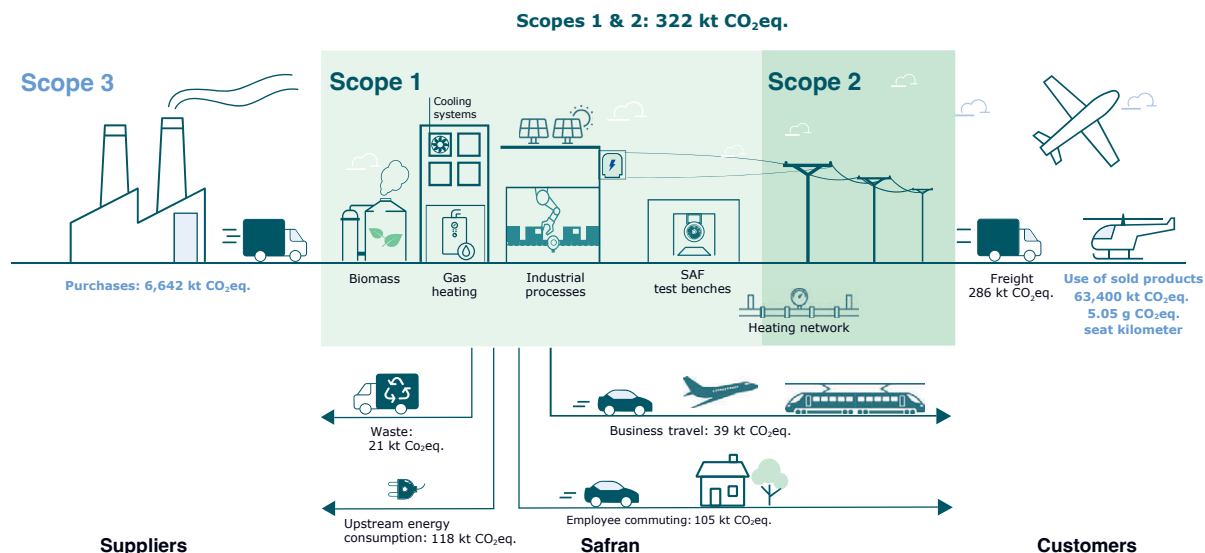 Scopes 1 & 2: 322 kt CO₂eq.
Scope 3
Scope 1
Scope 2
Cooling
systems
Purchases: 6,642 kt CO₂eq.
Biomass
Gas
heating
Industrial
processes
SAF
test benches
Heating network
Freight
286 kt CO₂eq.
Use of sold products
63,400 kt CO₂eq.
5.05 g CO₂eq.
seat kilometer
Waste:
21 kt Co₂eq.
Business travel: 39 kt CO₂eq.
Upstream energy
consumption: 118 kt CO₂eq.
Employee commuting: 105 kt CO₂eq.
Suppliers
Safran
Customers